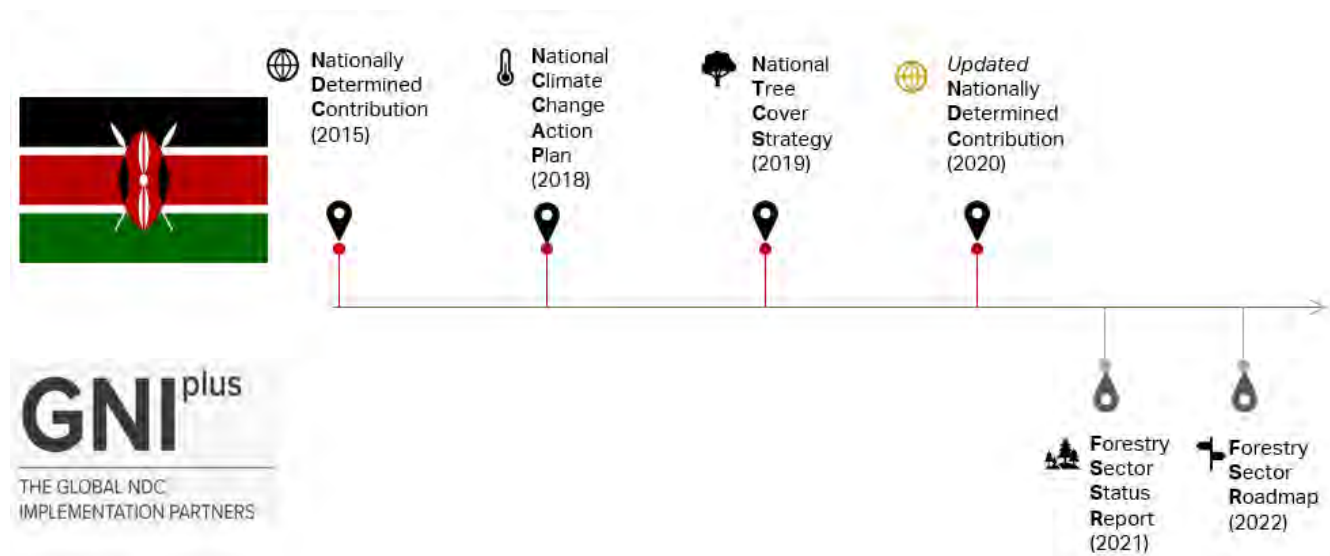 Nationally
Determined
Contribution
(2015)
National
Climate
Change
Action
Plan
(2018)
National
Tree
Cover
Strategy
(2019)
Updated
Nationally
Determined
Contribution
(2020)
GNI plus
THE GLOBAL NDC
IMPLEMENTATION PARTNERS
Forestry
Sector
Status
Report
(2021)
Forestry
Sector
Roadmap
(2022)